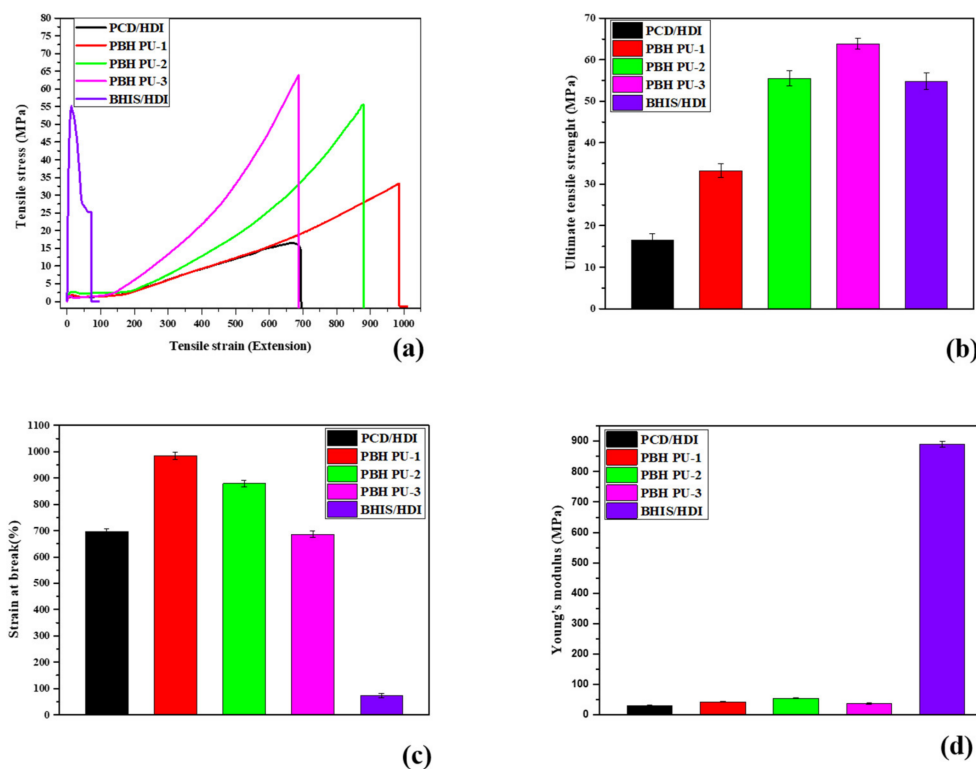 80
75
70
65
60
55
50
45
40
35
30
25
20
15
10
5
0
Tensile stress (MPa)
PCD/HDI
PBH PU-1
PBH PU-2
PBH PU-3
BHIS/HDI
0 100 200 300 400 500 600 700 800 900 1000
Tensile strain (Extension)
(a)
70
60
50
40
30
20
10
0
Ultimate tensile strenght (MPa)
PCD/HDI
PBH PU-1
PBH PU-2
PBH PU-3
BHIS/HDI
(b)
1100
1000
900
800
700
600
500
400
300
200
100
0
Strain at break(%)
PCD/HDI
PBH PU-1
PBH PU-2
PBH PU-3
BHIS/HDI
(c)
900
800
700
600
500
400
300
200
100
0
Young's modulus (MPa)
PCD/HDI
PBH PU-1
PBH PU-2
PBH PU-3
BHIS/HDI
(d)